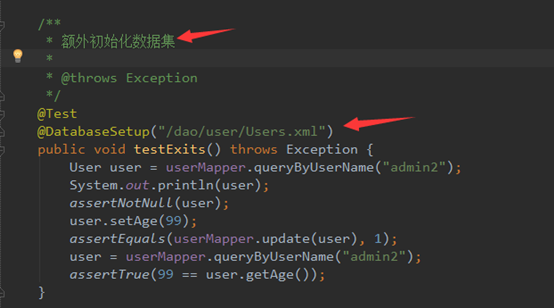 /**
 * 额外初始化数据集
 *
 * @throws Exception
 */
@Test
@DatabaseSetup("/dao/user/Users.xml")
public void testExits() throws Exception {
    User user = userMapper.queryByUserName("admin2");
    System.out.println(user);
    assertNotNull(user);
    user.setAge(99);
    assertEquals(userMapper.update(user), 1);
    user = userMapper.queryByUserName("admin2");
    assertTrue(99 == user.getAge());
}